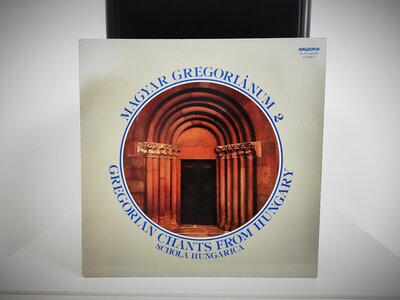 HUNGAROTON
MAGYAR GREGORIÁNUM 2
GREGORIAN CHANTS FROM HUNGARY
SCHOLA HUNGARICA